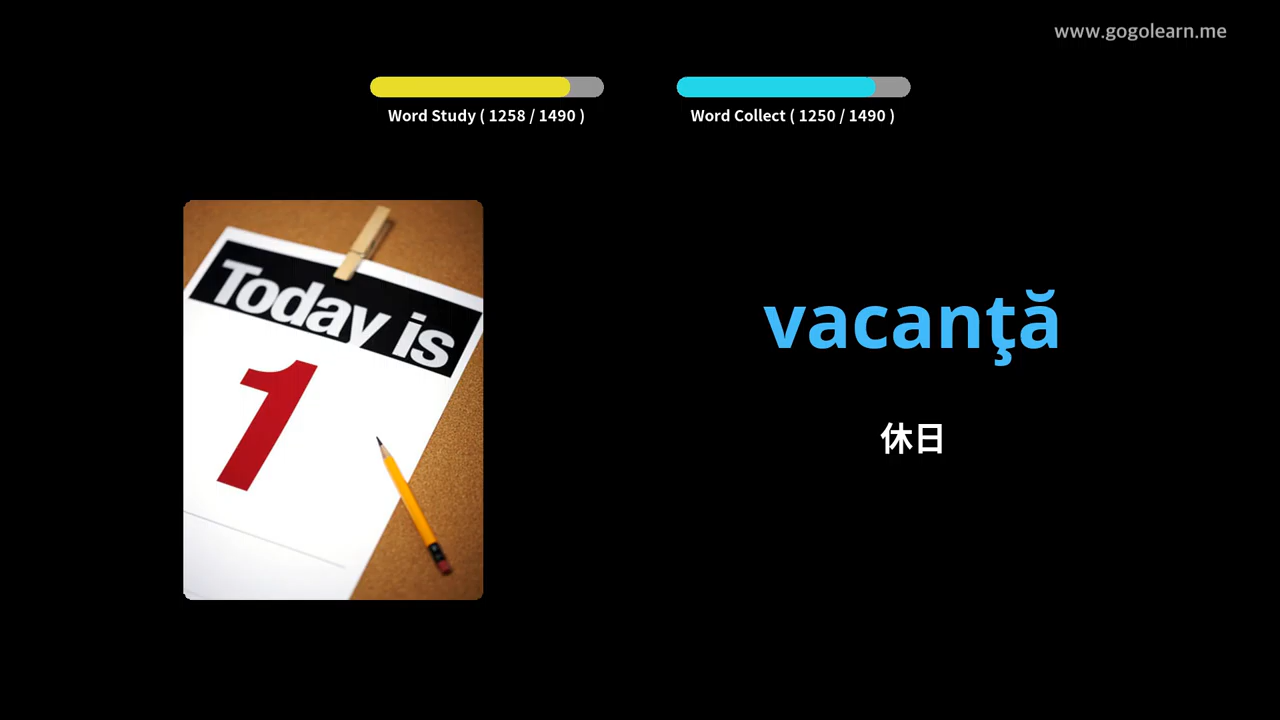 www.gogolearn.me
Word Study ( 1258 / 1490 )
Word Collect ( 1250 / 1490 )
Today is
1
vacanţă
休日